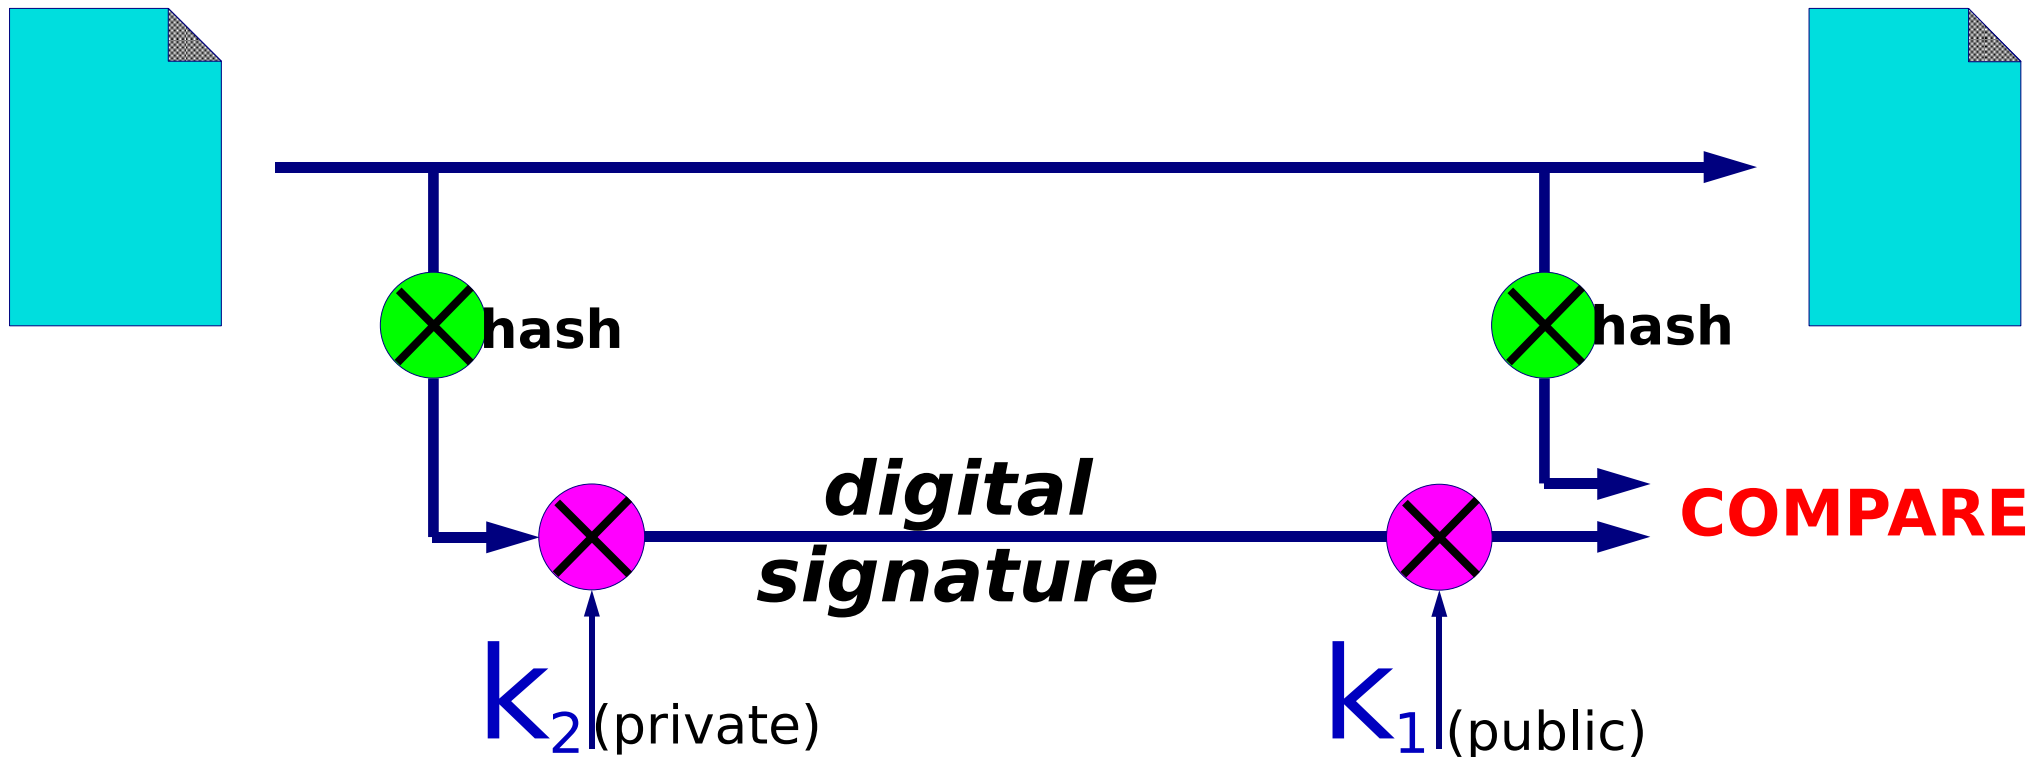 hash
hash
digital
signature
COMPARE
k2(private)
k1(public)